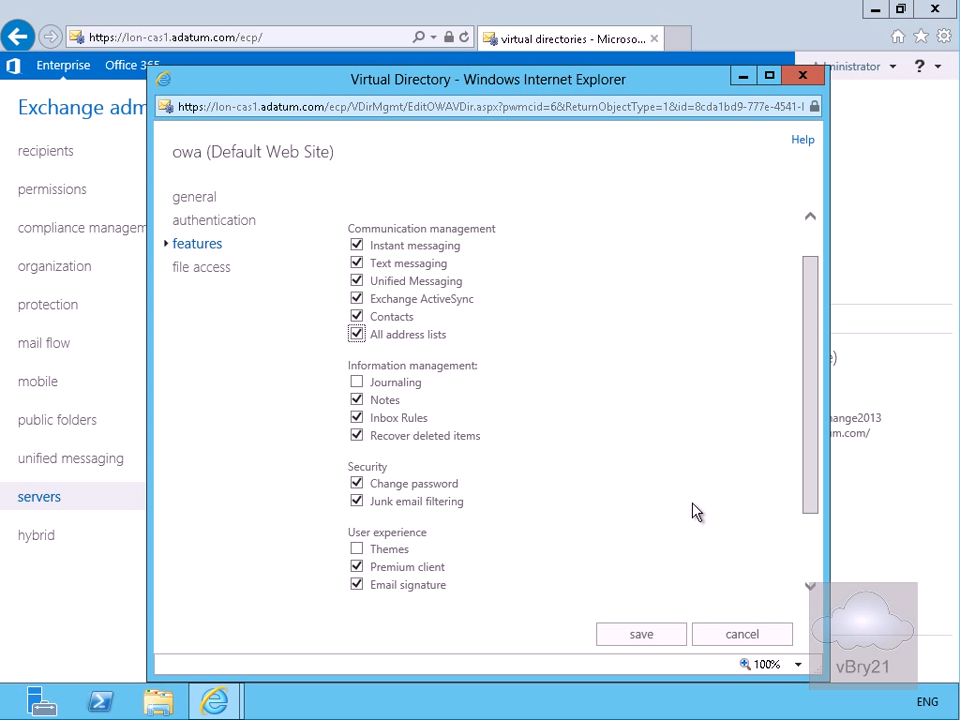 https://lon-cas1.adatum.com/ecp/
virtual directories - Microso...
Enterprise Office 365
Administrator ?
Exchange adm
Virtual Directory - Windows Internet Explorer
https://lon-cas1.adatum.com/ecp/VDirMgmt/EditOWAVDir.aspx?pwmcid=6&ReturnObjectType=1&id=8cda1bd9-777e-4541-
Help
owa (Default Web Site)
recipients
permissions
compliance managem
organization
protection
mail flow
mobile
public folders
unified messaging
servers
hybrid
general
authentication
features
file access
Communication management
Instant messaging
Text messaging
Unified Messaging
Exchange ActiveSync
Contacts
All address lists
Information management:
Journaling
Notes
Inbox Rules
Recover deleted items
Security
Change password
Junk email filtering
User experience
Themes
Premium client
Email signature
e)
ange2013
m.com/
save cancel
100%
vBry21
ENG